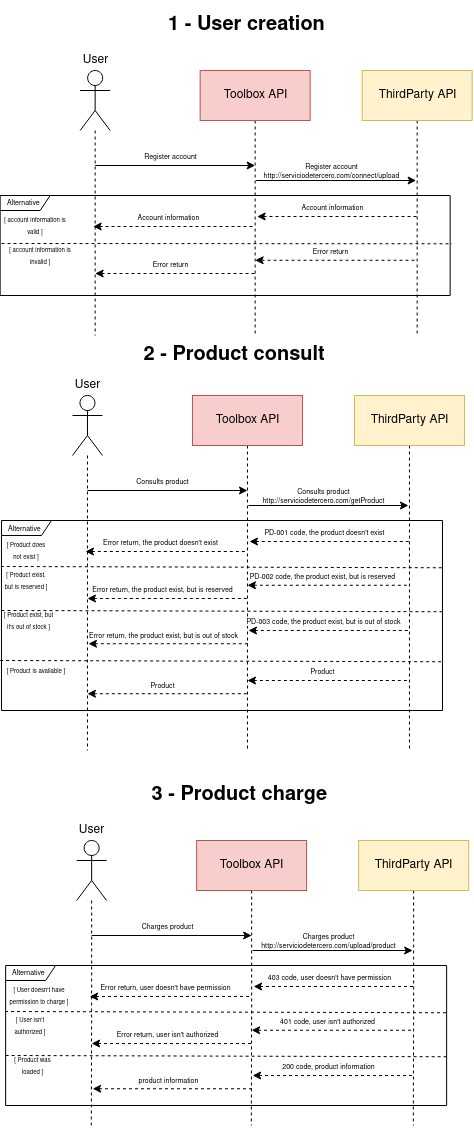 1 - User creation
User
Toolbox API
ThirdParty API
Register account
Register account
http://serviciodetercero.com/connect/upload
Alternative
[ account information is
valid ]
Account information
Account information
[ account information is
invalid ]
Error return
Error return
2 - Product consult
User
Toolbox API
ThirdParty API
Consults product
Consults product
http://serviciodetercero.com/getProduct
Alternative
[ Product does
not exist ]
PD-001 code, the product doesn't exist
Error return, the product doesn't exist
[ Product exist,
but is reserved ]
PD-002 code, the product exist, but is reserved
Error return, the product exist, but is reserved
[ Product exist, but
it's out of stock ]
PD-003 code, the product exist, but is out of stock
Error return, the product exist, but is out of stock
[ Product is available ]
Product
Product
3 - Product charge
User
Toolbox API
ThirdParty API
Charges product
Charges product
http://serviciodetercero.com/upload/product
Alternative
[ User doesn't have
permission to charge ]
403 code, user doesn't have permission
Error return, user doesn't have permission
[ User isn't
authorized ]
401 code, user isn't authorized
Error return, user isn't authorized
[ Product was
loaded ]
200 code, product information
product information